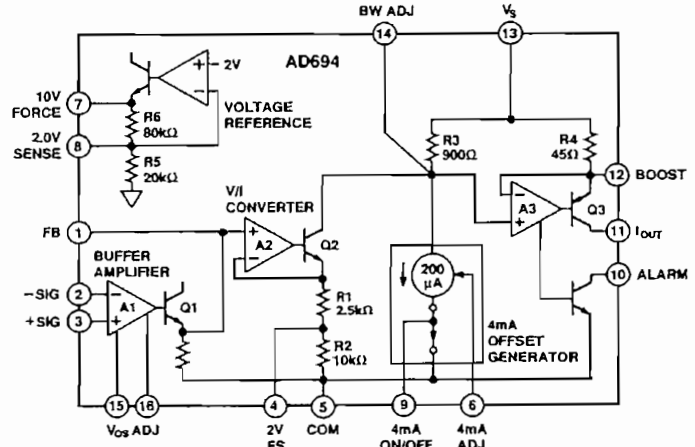 BW ADJ
VS
14
13
AD694
+
2V
−
10V
FORCE
7
VOLTAGE
REFERENCE
R6
80kΩ
2.0V
SENSE
8
R5
20kΩ
R3
900Ω
R4
45Ω
12
BOOST
V/I
CONVERTER
A3
−
+
Q3
FB
1
+
A2
−
Q2
11
IOUT
BUFFER
AMPLIFIER
200
µA
10
ALARM
−SIG
2
−
A1
Q1
+SIG
3
+
R1
2.5kΩ
4mA
OFFSET
GENERATOR
R2
10kΩ
15
16
4
5
9
6
VOS ADJ
2V
FS
COM
4mA
ON/OFF
4mA
ADJ